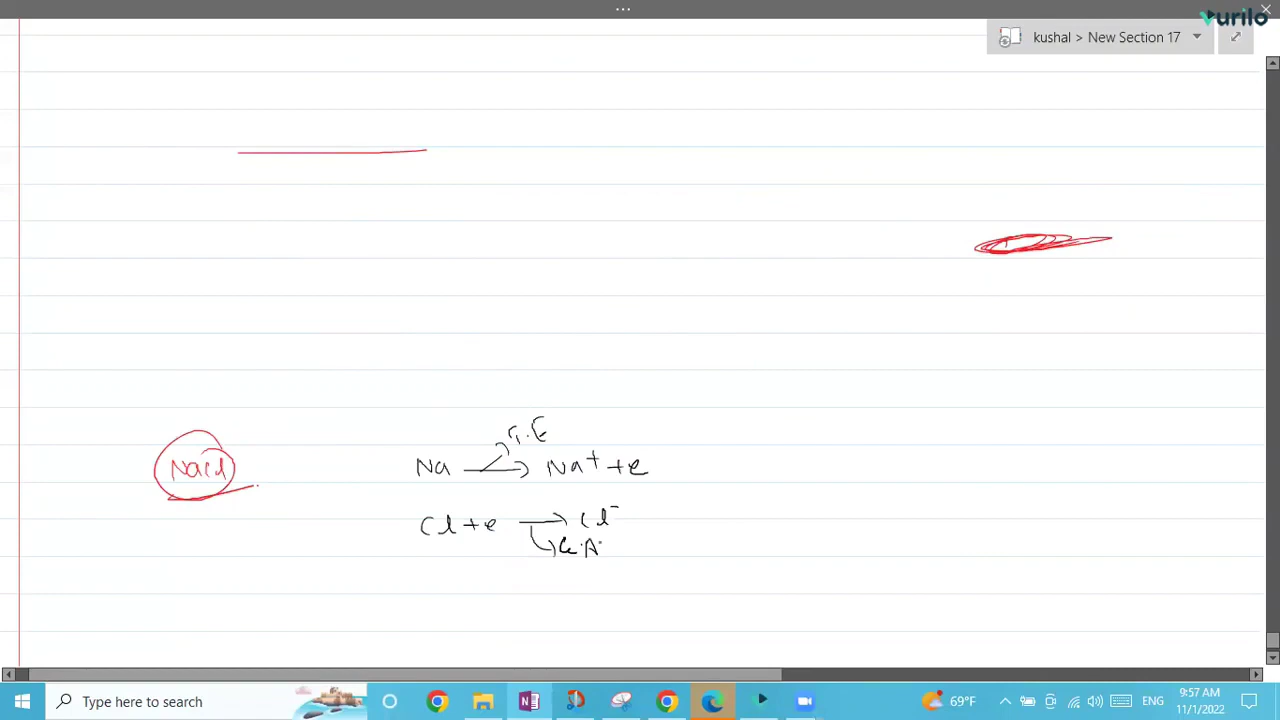 ...
Yurilo
kushal > New Section 17
I.E
NaCl Na → Na+ + e
Cl + e → Cl-
e.A
Type here to search
69°F
ENG
9:57 AM
11/1/2022